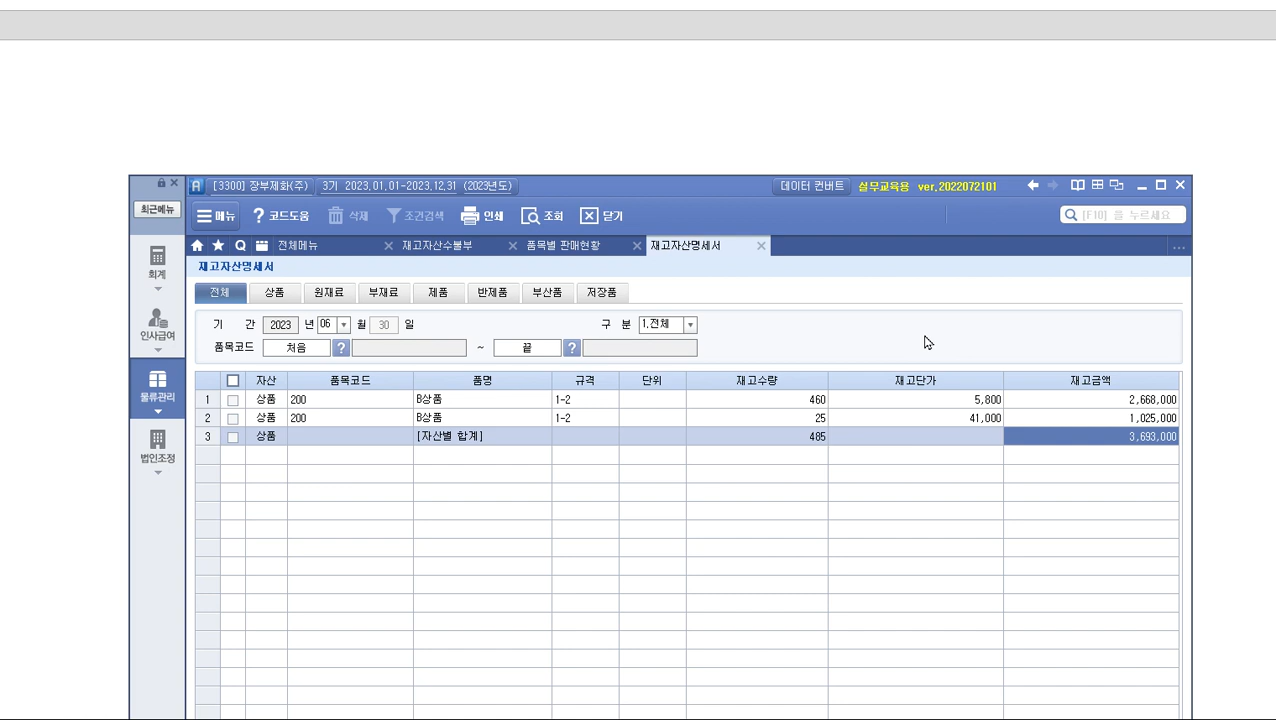 [3300] 장부제화(주) 3기 2023.01.01-2023.12.31 (2023년도) 데이터 컨버트 실무교육용 ver.2022072101
최근메뉴 메뉴 ? 코드도움 삭제 조건검색 인쇄 조회 닫기 [F10] 을 누르세요
전체메뉴 재고자산수불부 품목별 판매현황 재고자산명세서 ...
재고자산명세서
전체 상품 원재료 부재료 제품 반제품 부산품 저장품
기 간 2023 년 06 월 30 일 구 분 1.전체
품목코드 처음 ? ~ 끝 ?
자산 품목코드 품명 규격 단위 재고수량 재고단가 재고금액
1 상품 200 B상품 1-2 460 5,800 2,668,000
2 상품 200 B상품 1-2 25 41,000 1,025,000
3 상품 [자산별 합계] 485 3,693,000
회계
인사급여
물류관리
법인조정